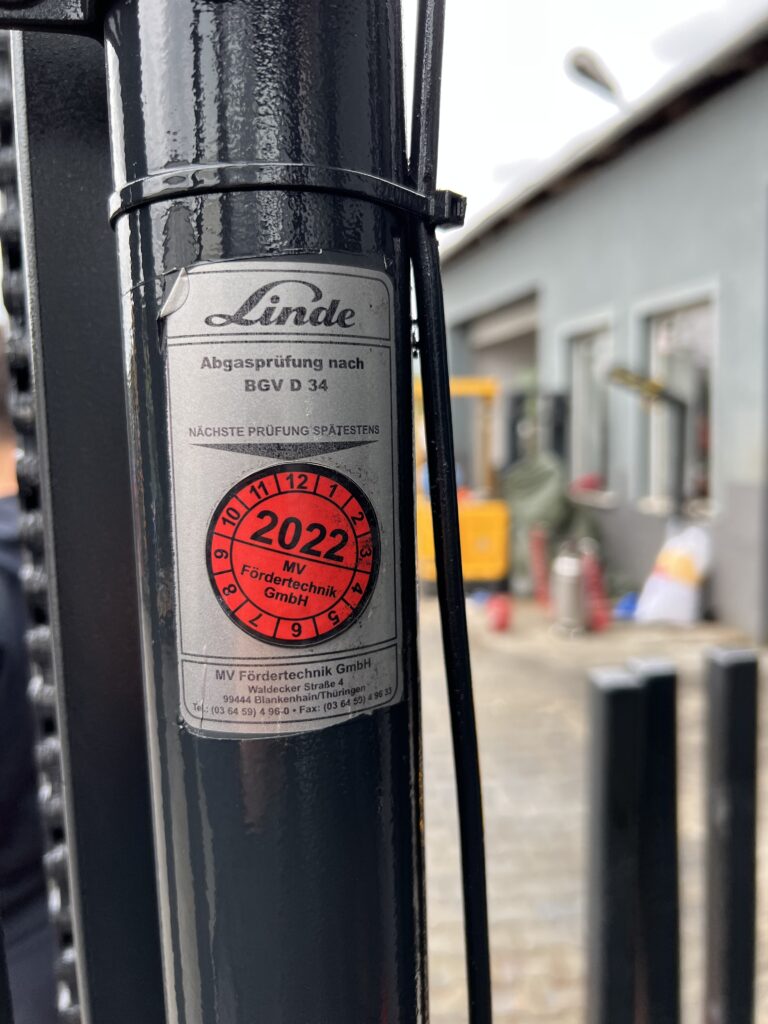 Linde
Abgasprüfung nach
BGV D 34
NÄCHSTE PRÜFUNG SPÄTESTENS
12 1 2 3 4 5 6 7 8 9 10 11
2022
MV
Fördertechnik
GmbH
MV Fördertechnik GmbH
Waldecker Straße 4
99444 Blankenhain/Thüringen
Tel.: (03 64 59) 4 96-0 • Fax: (03 64 59) 4 96 33